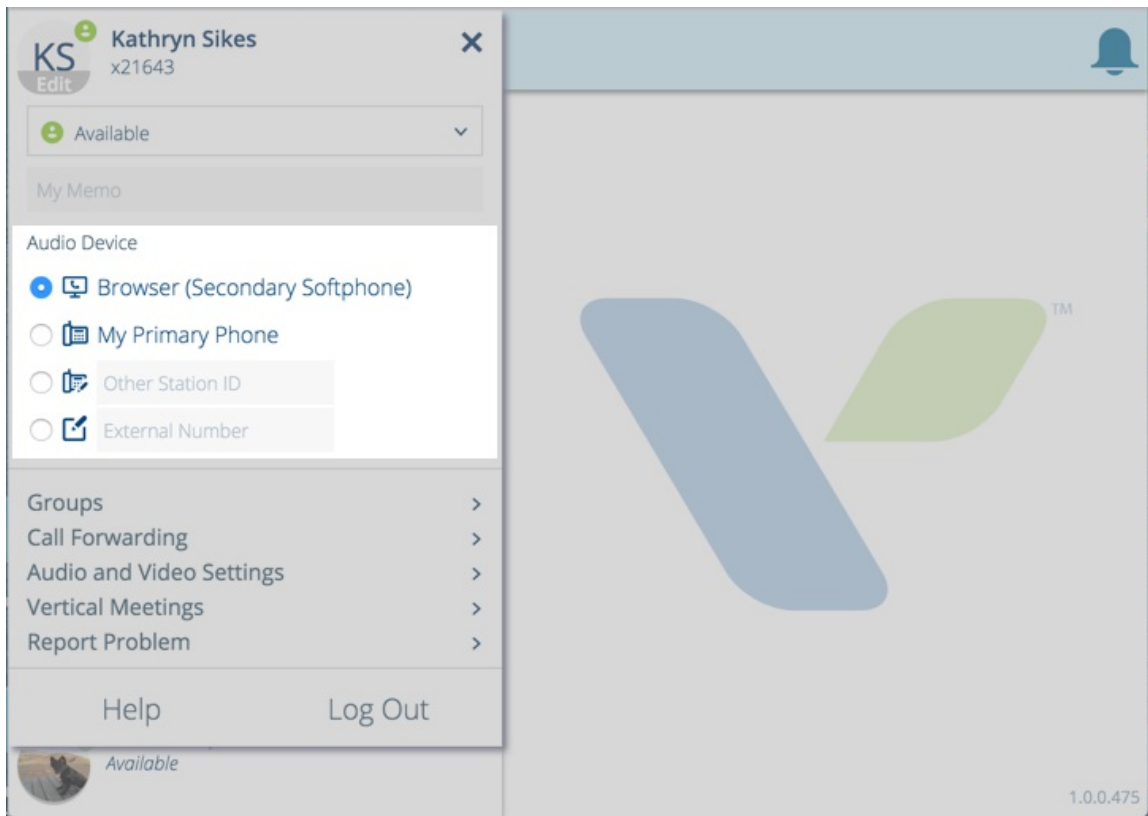 KS
Edit
Kathryn Sikes
x21643
Available
My Memo
Audio Device
Browser (Secondary Softphone)
My Primary Phone
Other Station ID
External Number
Groups
Call Forwarding
Audio and Video Settings
Vertical Meetings
Report Problem
Help Log Out
Available
TM
1.0.0.475